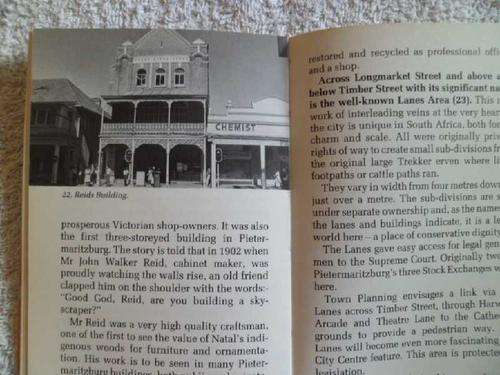 CHEMIST
22. Reids Building.
prosperous Victorian shop-owners. It was also
the first three-storeyed building in Pieter-
maritzburg. The story is told that in 1902 when
Mr John Walker Reid, cabinet maker, was
proudly watching the walls rise, an old friend
clapped him on the shoulder with the words:
"Good God, Reid, are you building a sky-
scraper?"
Mr Reid was a very high quality craftsman,
one of the first to see the value of Natal's indi-
genous woods for furniture and ornamenta-
tion. His work is to be seen in many Pieter-
maritzburg buildings
restored and recycled as professional offi
and a shop.
Across Longmarket Street and above a
below Timber Street with its significant na
is the well-known Lanes Area (23). This
work of interleading veins at the very hear
the city is unique in South Africa, both fo
charm and scale. All were originally priv
rights of way to create small sub-divisions fr
the original large Trekker erven where la
footpaths or cattle paths ran.
They vary in width from four metres dow
just over a metre. The sub-divisions are s
under separate ownership and, as the name
the lanes and buildings indicate, it is a l
world here — a place of conservative dignity
The Lanes gave easy access for legal gen
men to the Supreme Court. Originally two
Pietermaritzburg's three Stock Exchanges w
here.
Town Planning envisages a link via
Lanes across Timber Street, through Harw
Arcade and Theatre Lane to the Cathe
grounds to provide a pedestrian way.
Lanes will become even more fascinating
City Centre feature. This area is protecte
legislation.